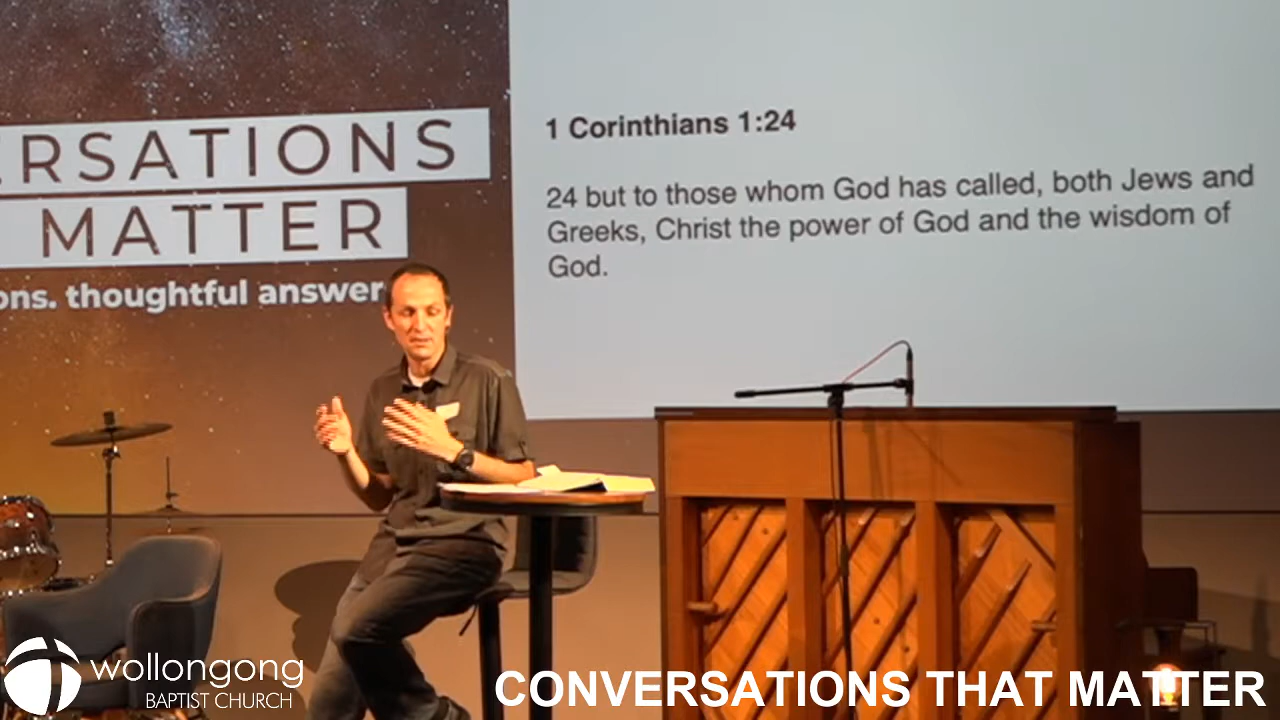 ERSATIONS
MATTER
ons. thoughtful answer
1 Corinthians 1:24
24 but to those whom God has called, both Jews and
Greeks, Christ the power of God and the wisdom of
God.
wollongong
BAPTIST CHURCH
CONVERSATIONS THAT MATTER